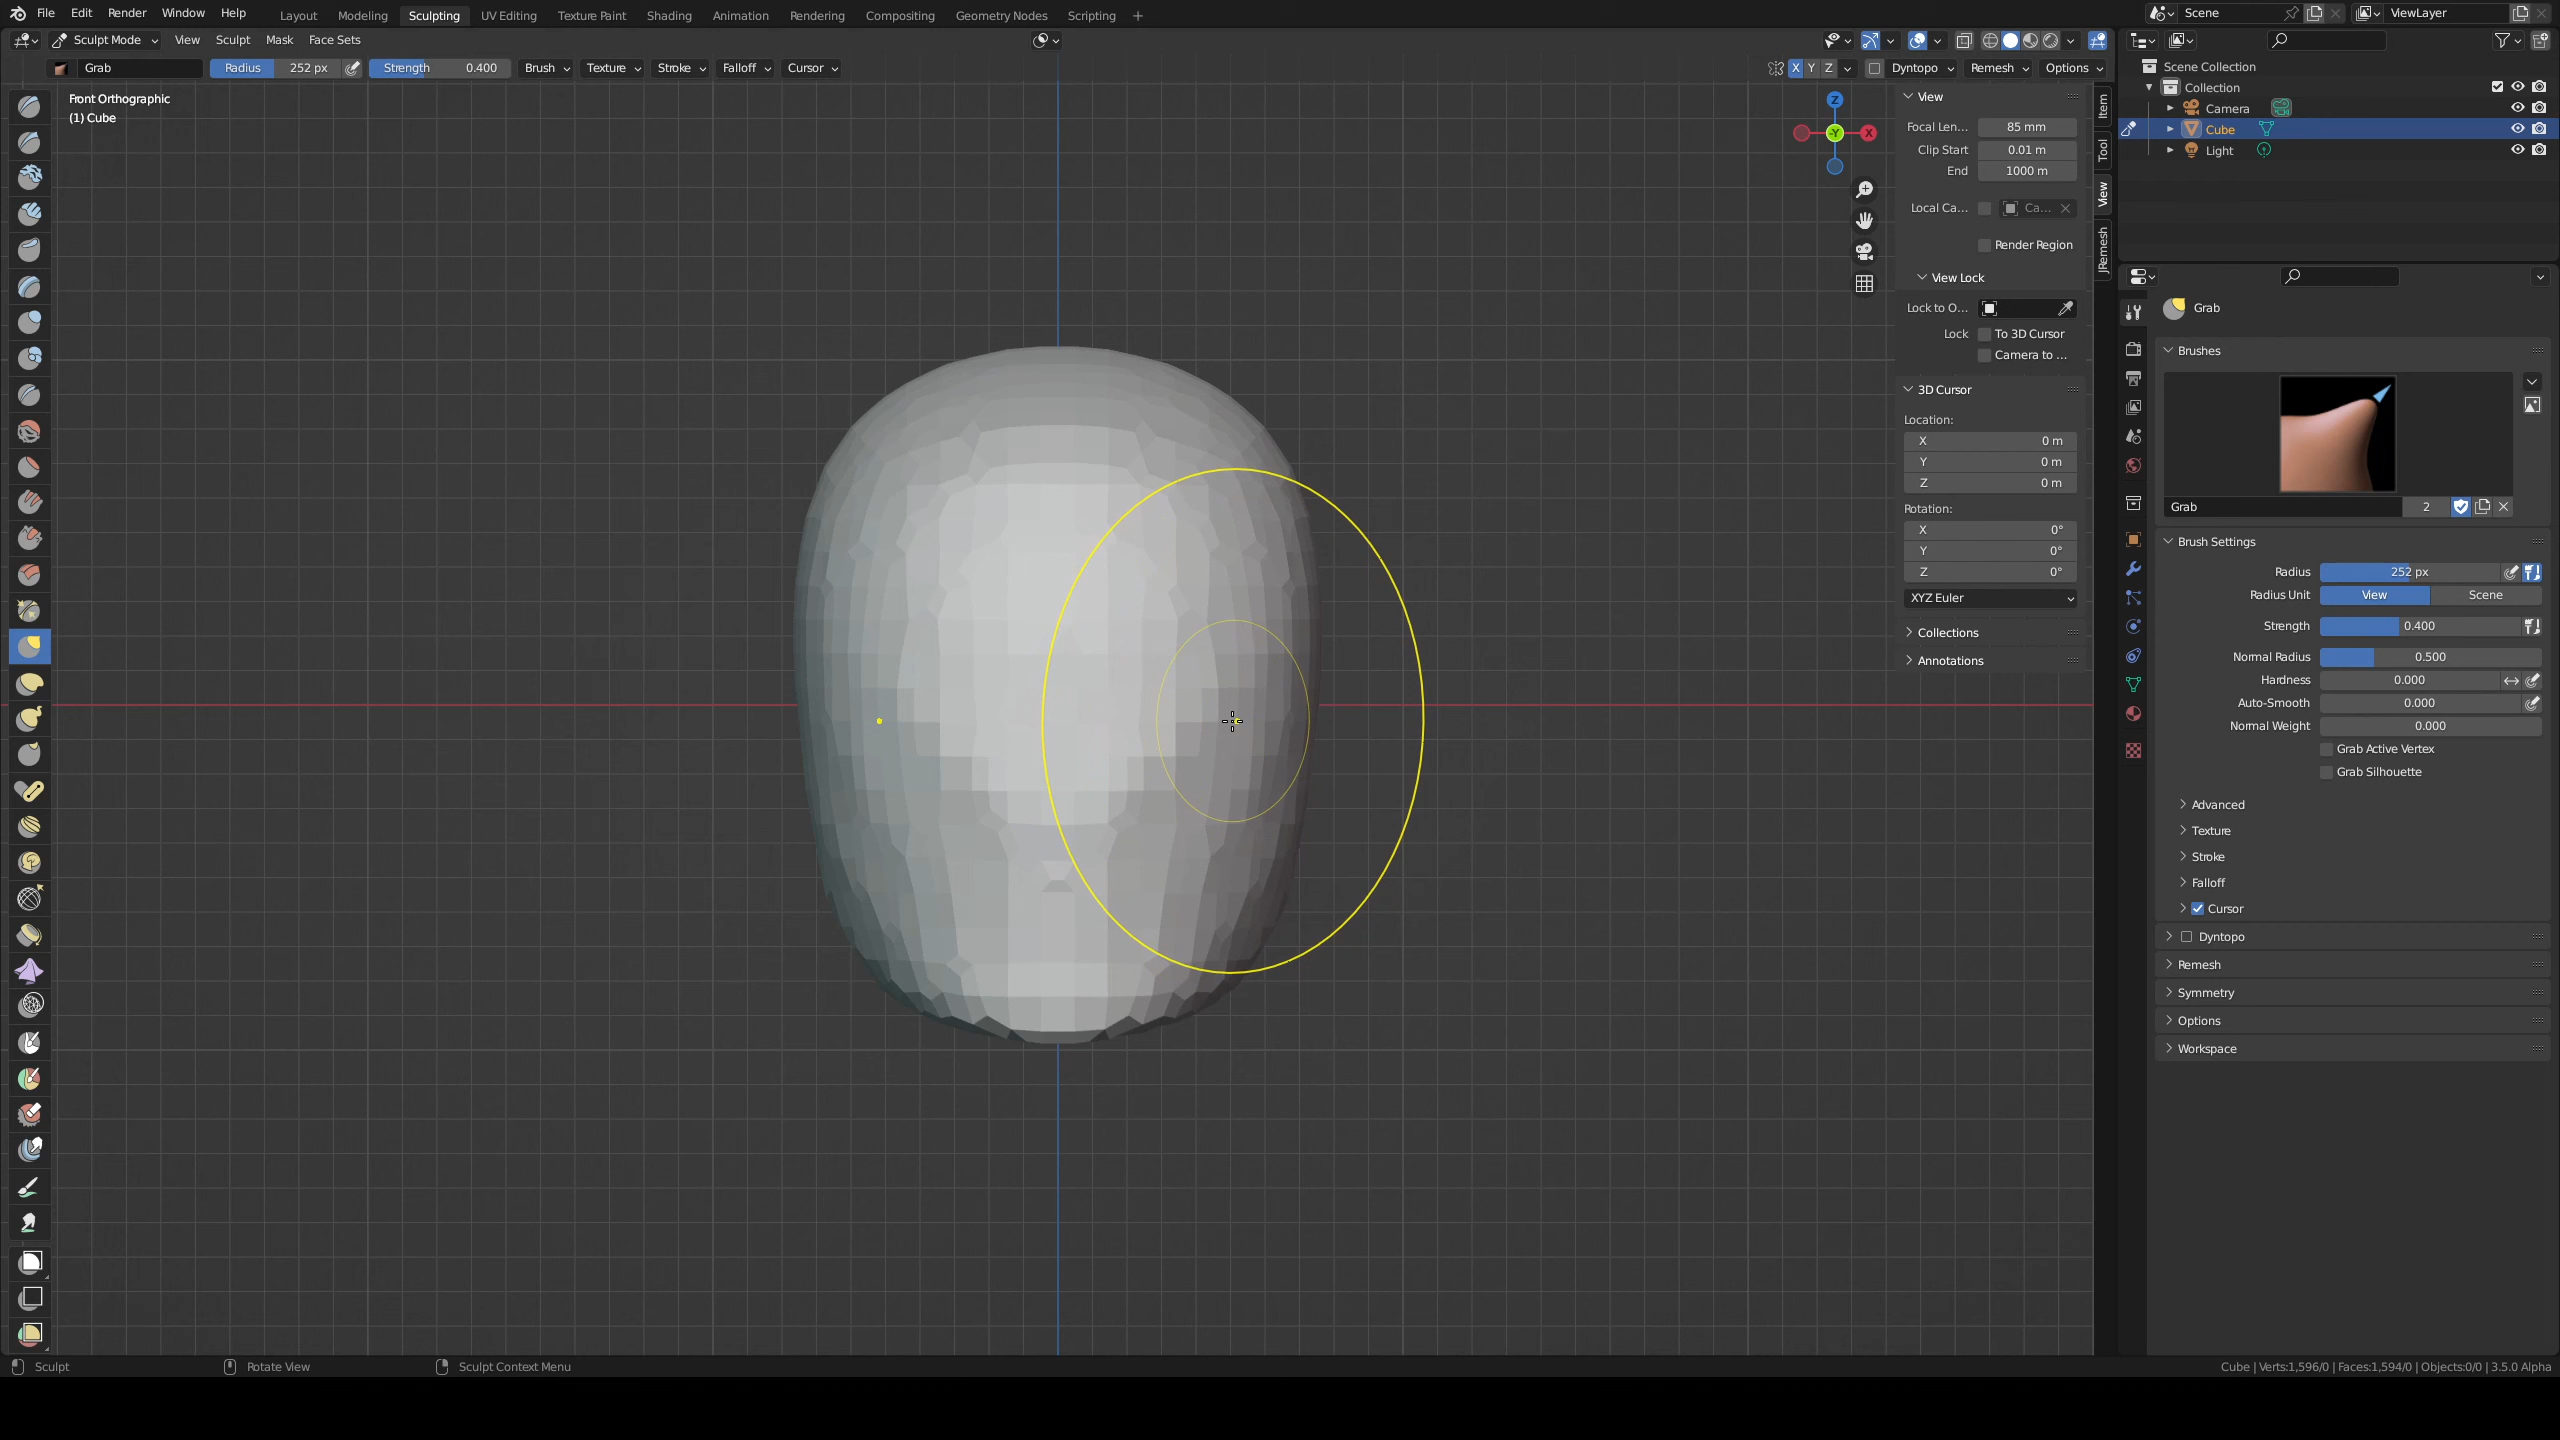 File Edit Render Window Help Layout Modeling Sculpting UV Editing Texture Paint Shading Animation Rendering Compositing Geometry Nodes Scripting + Scene ViewLayer
Sculpt Mode View Sculpt Mask Face Sets
Grab Radius 252 px Strength 0.400 Brush Texture Stroke Falloff Cursor X Y Z Dyntopo Remesh Options
Front Orthographic
(1) Cube
Z
-Y
X
View
Focal Len... 85 mm
Clip Start 0.01 m
End 1000 m
Local Ca... Ca...
Render Region
View Lock
Lock to O...
Lock To 3D Cursor
Camera to ...
3D Cursor
Location:
X 0 m
Y 0 m
Z 0 m
Rotation:
X 0°
Y 0°
Z 0°
XYZ Euler
Collections
Annotations
Item
Tool
View
JRemesh
Scene Collection
Collection
Camera
Cube
Light
Grab
Brushes
Grab 2
Brush Settings
Radius 252 px
Radius Unit View Scene
Strength 0.400
Normal Radius 0.500
Hardness 0.000
Auto-Smooth 0.000
Normal Weight 0.000
Grab Active Vertex
Grab Silhouette
Advanced
Texture
Stroke
Falloff
Cursor
Dyntopo
Remesh
Symmetry
Options
Workspace
Sculpt Rotate View Sculpt Context Menu Cube | Verts:1,596/0 | Faces:1,594/0 | Objects:0/0 | 3.5.0 Alpha